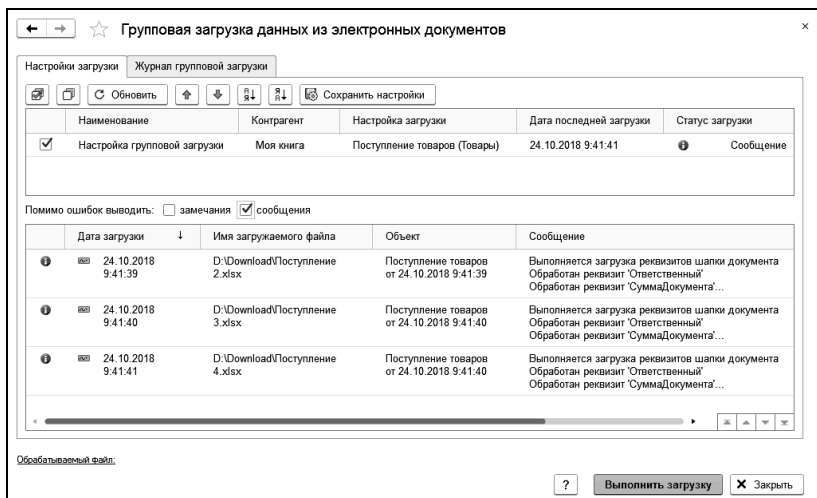 Групповая загрузка данных из электронных документов
Настройки загрузки Журнал групповой загрузки
Обновить Сохранить настройки
Наименование Контрагент Настройка загрузки Дата последней загрузки Статус загрузки
Настройка групповой загрузки Моя книга Поступление товаров (Товары) 24.10.2018 9:41:41 Сообщение
Помимо ошибок выводить: замечания сообщения
Дата загрузки ↓ Имя загружаемого файла Объект Сообщение
24.10.2018 D:\Download\Поступление Поступление товаров Выполняется загрузка реквизитов шапки документа
9:41:39 2.xlsx от 24.10.2018 9:41:39 Обработан реквизит 'Ответственный'
Обработан реквизит 'СуммаДокумента'...
24.10.2018 D:\Download\Поступление Поступление товаров Выполняется загрузка реквизитов шапки документа
9:41:40 3.xlsx от 24.10.2018 9:41:40 Обработан реквизит 'Ответственный'
Обработан реквизит 'СуммаДокумента'...
24.10.2018 D:\Download\Поступление Поступление товаров Выполняется загрузка реквизитов шапки документа
9:41:41 4.xlsx от 24.10.2018 9:41:40 Обработан реквизит 'Ответственный'
Обработан реквизит 'СуммаДокумента'...
Обрабатываемый файл:
? Выполнить загрузку Закрыть